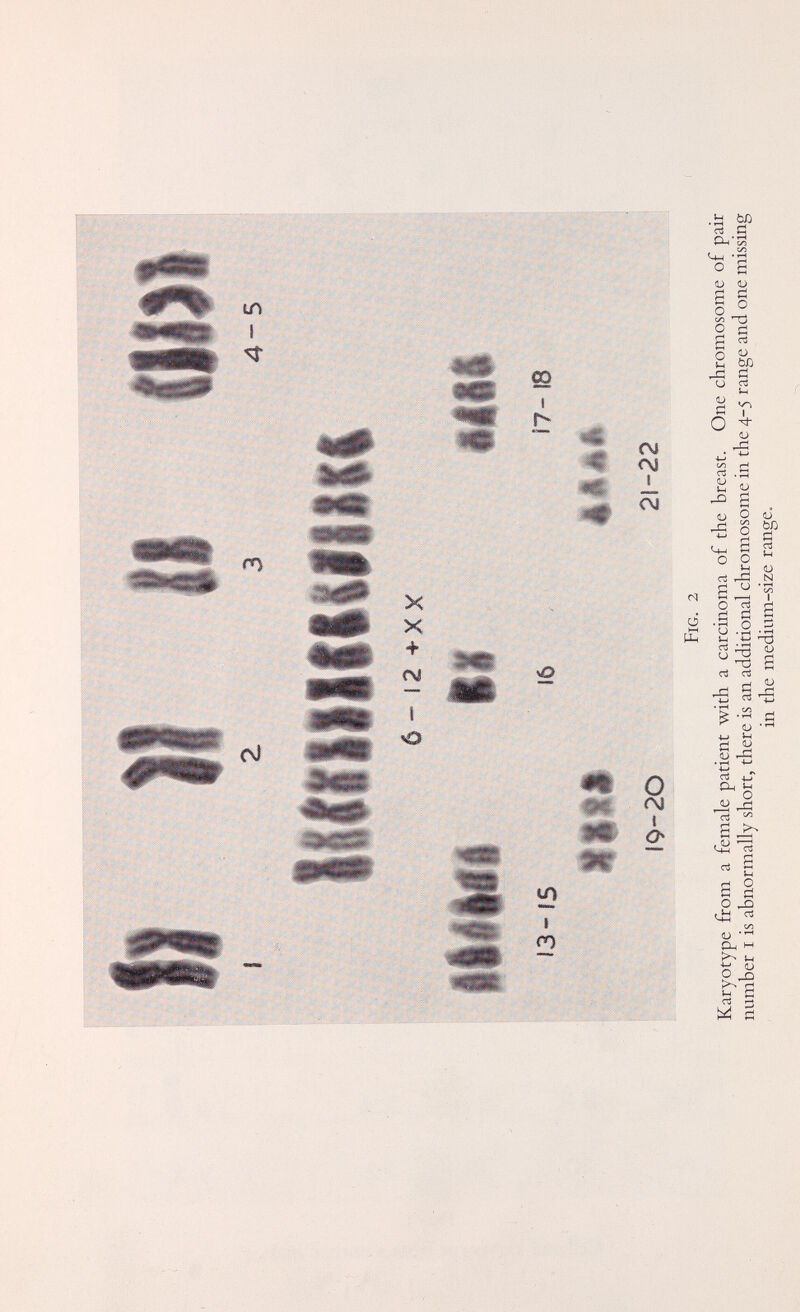 1
2
3
4-5
6-12+XX
13-15
16
17-18
19-20
21-22
FIG. 2
Karyotype from a female patient with a carcinoma of the breast. One chromosome of pair
number 1 is abnormally short, there is an additional chromosome in the 4-5 range and one missing
in the medium-size range.